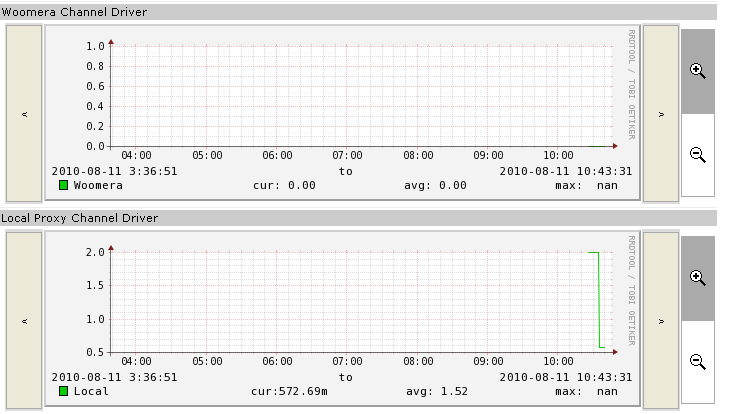 Woomera Channel Driver
<
>
RRDTOOL / TOBI OETIKER
1.0
0.8
0.6
0.4
0.2
0.0
04:00 05:00 06:00 07:00 08:00 09:00 10:00
2010-08-11 3:36:51 to 2010-08-11 10:43:31
Woomera cur: 0.00 avg: 0.00 max: nan
Local Proxy Channel Driver
<
>
RRDTOOL / TOBI OETIKER
2.0
1.5
1.0
0.5
04:00 05:00 06:00 07:00 08:00 09:00 10:00
2010-08-11 3:36:51 to 2010-08-11 10:43:31
Local cur:572.69m avg: 1.52 max: nan